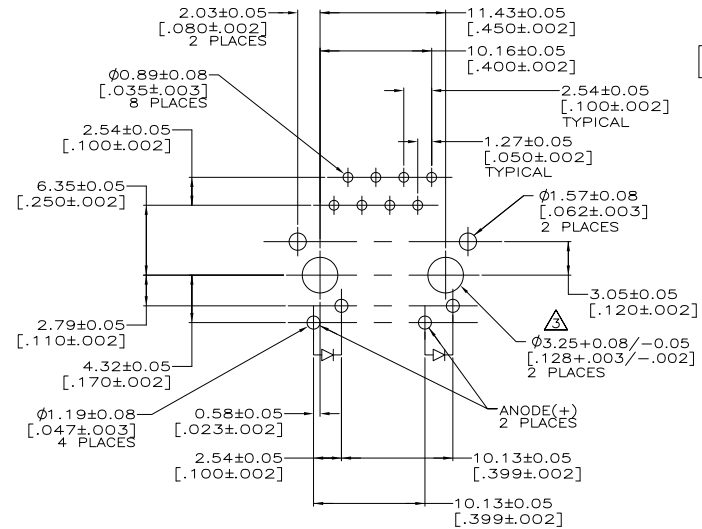 2.03±0.05
[.080±.002]
2 PLACES
11.43±0.05
[.450±.002]
10.16±0.05
[.400±.002]
Ø0.89±0.08
[.035±.003]
8 PLACES
2.54±0.05
[.100±.002]
TYPICAL
2.54±0.05
[.100±.002]
1.27±0.05
[.050±.002]
TYPICAL
6.35±0.05
[.250±.002]
Ø1.57±0.08
[.062±.003]
2 PLACES
3.05±0.05
[.120±.002]
2.79±0.05
[.110±.002]
3
Ø3.25+0.08/-0.05
[.128+.003/-.002]
2 PLACES
4.32±0.05
[.170±.002]
Ø1.19±0.08
[.047±.003]
4 PLACES
0.58±0.05
[.023±.002]
ANODE(+)
2 PLACES
2.54±0.05
[.100±.002]
10.13±0.05
[.399±.002]
10.13±0.05
[.399±.002]